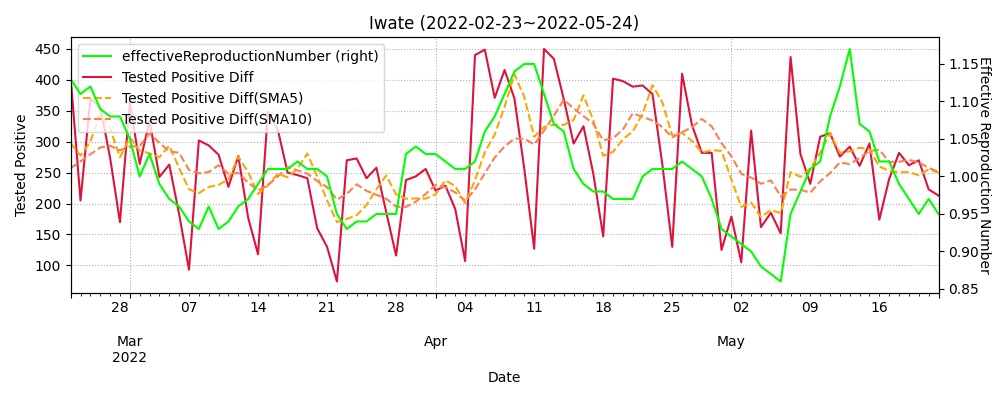 Iwate (2022-02-23~2022-05-24)
effectiveReproductionNumber (right)
Tested Positive Diff
Tested Positive Diff(SMA5)
Tested Positive Diff(SMA10)
Tested Positive
450
400
350
300
250
200
150
100
1.15
1.10
1.05
1.00
0.95
0.90
0.85
Effective Reproduction Number
28 07 14 21 28 04 11 18 25 02 09 16
Mar Apr May
2022
Date